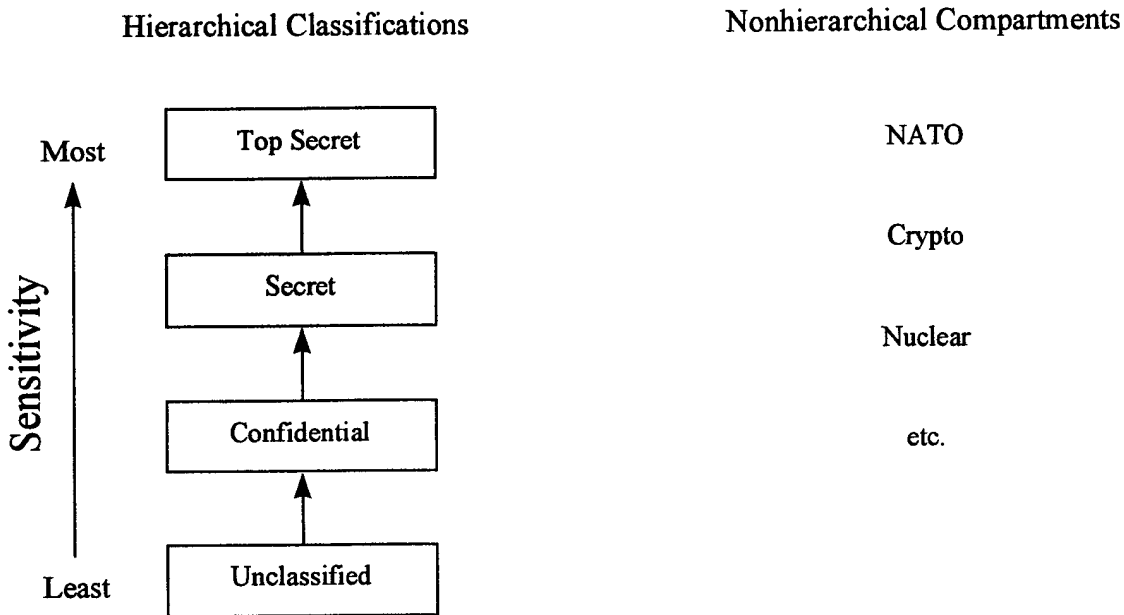 Hierarchical Classifications
Most
Sensitivity
Least
Top Secret
Secret
Confidential
Unclassified
Nonhierarchical Compartments
NATO
Crypto
Nuclear
etc.